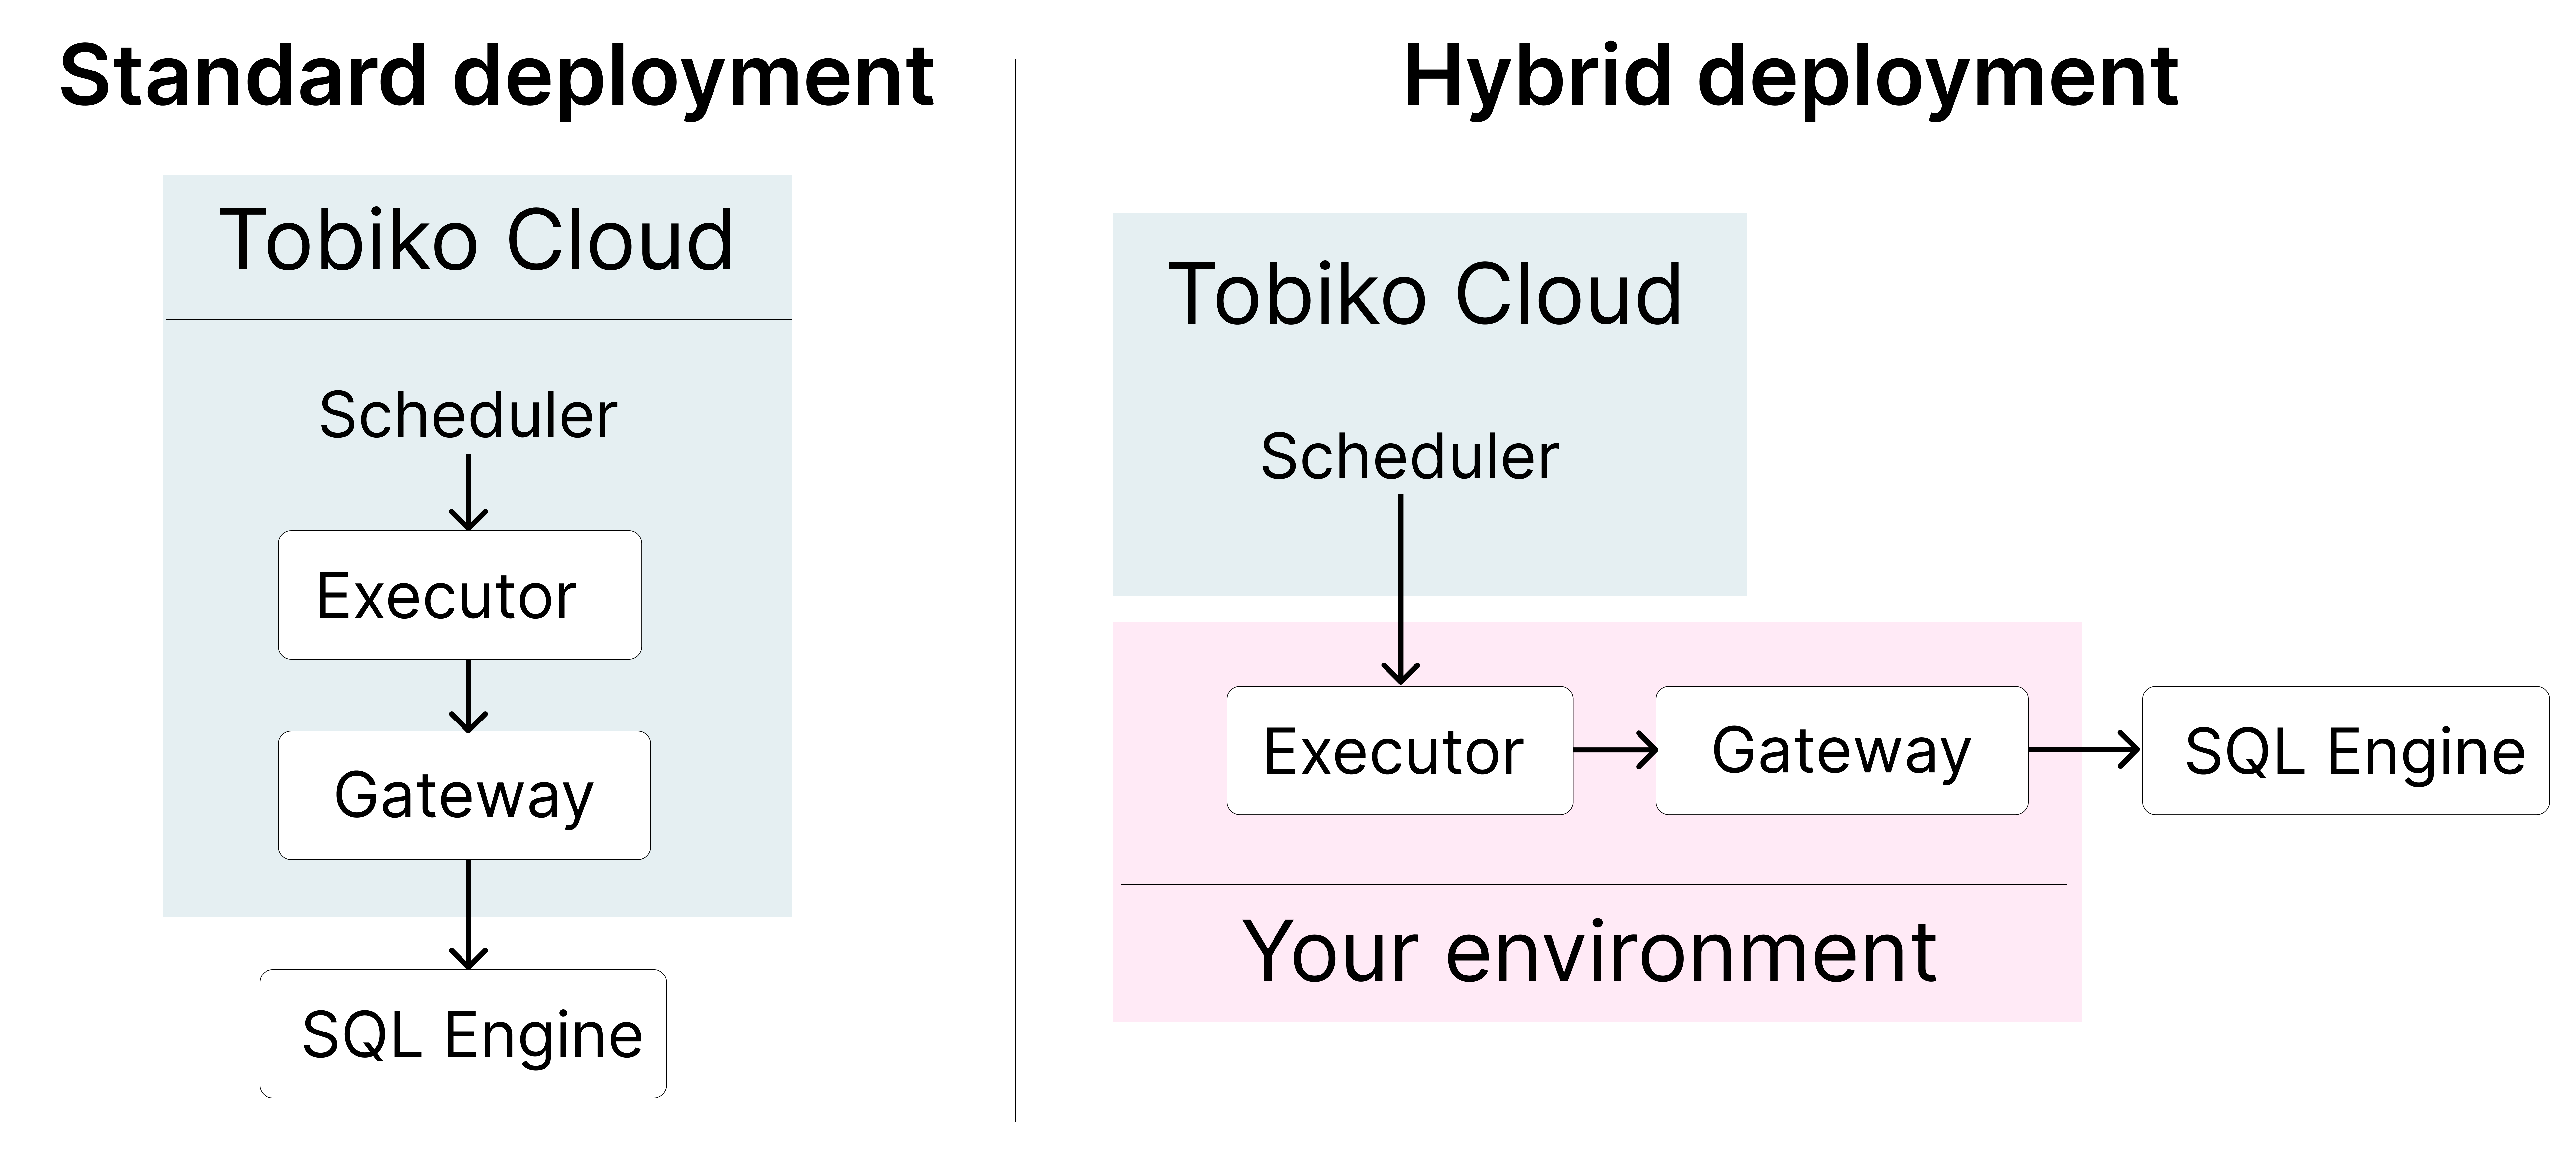 Standard deployment
Tobiko Cloud
Scheduler
Executor
Gateway
SQL Engine
Hybrid deployment
Tobiko Cloud
Scheduler
Executor
Gateway
SQL Engine
Your environment